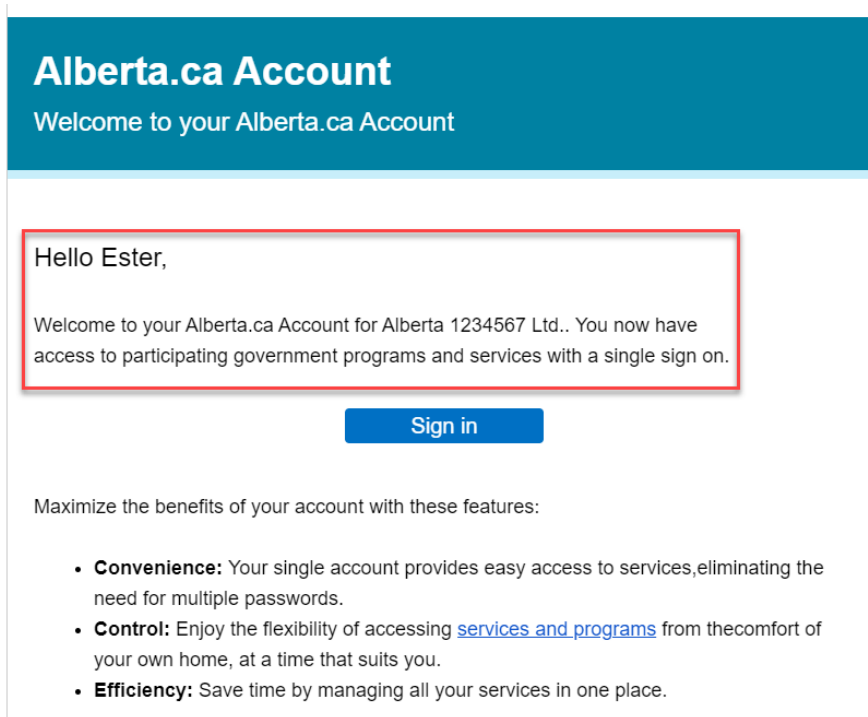 Alberta.ca Account
Welcome to your Alberta.ca Account
Hello Ester,
Welcome to your Alberta.ca Account for Alberta 1234567 Ltd.. You now have
access to participating government programs and services with a single sign on.
Sign in
Maximize the benefits of your account with these features:
• Convenience: Your single account provides easy access to services,eliminating the
need for multiple passwords.
• Control: Enjoy the flexibility of accessing services and programs from thecomfort of
your own home, at a time that suits you.
• Efficiency: Save time by managing all your services in one place.